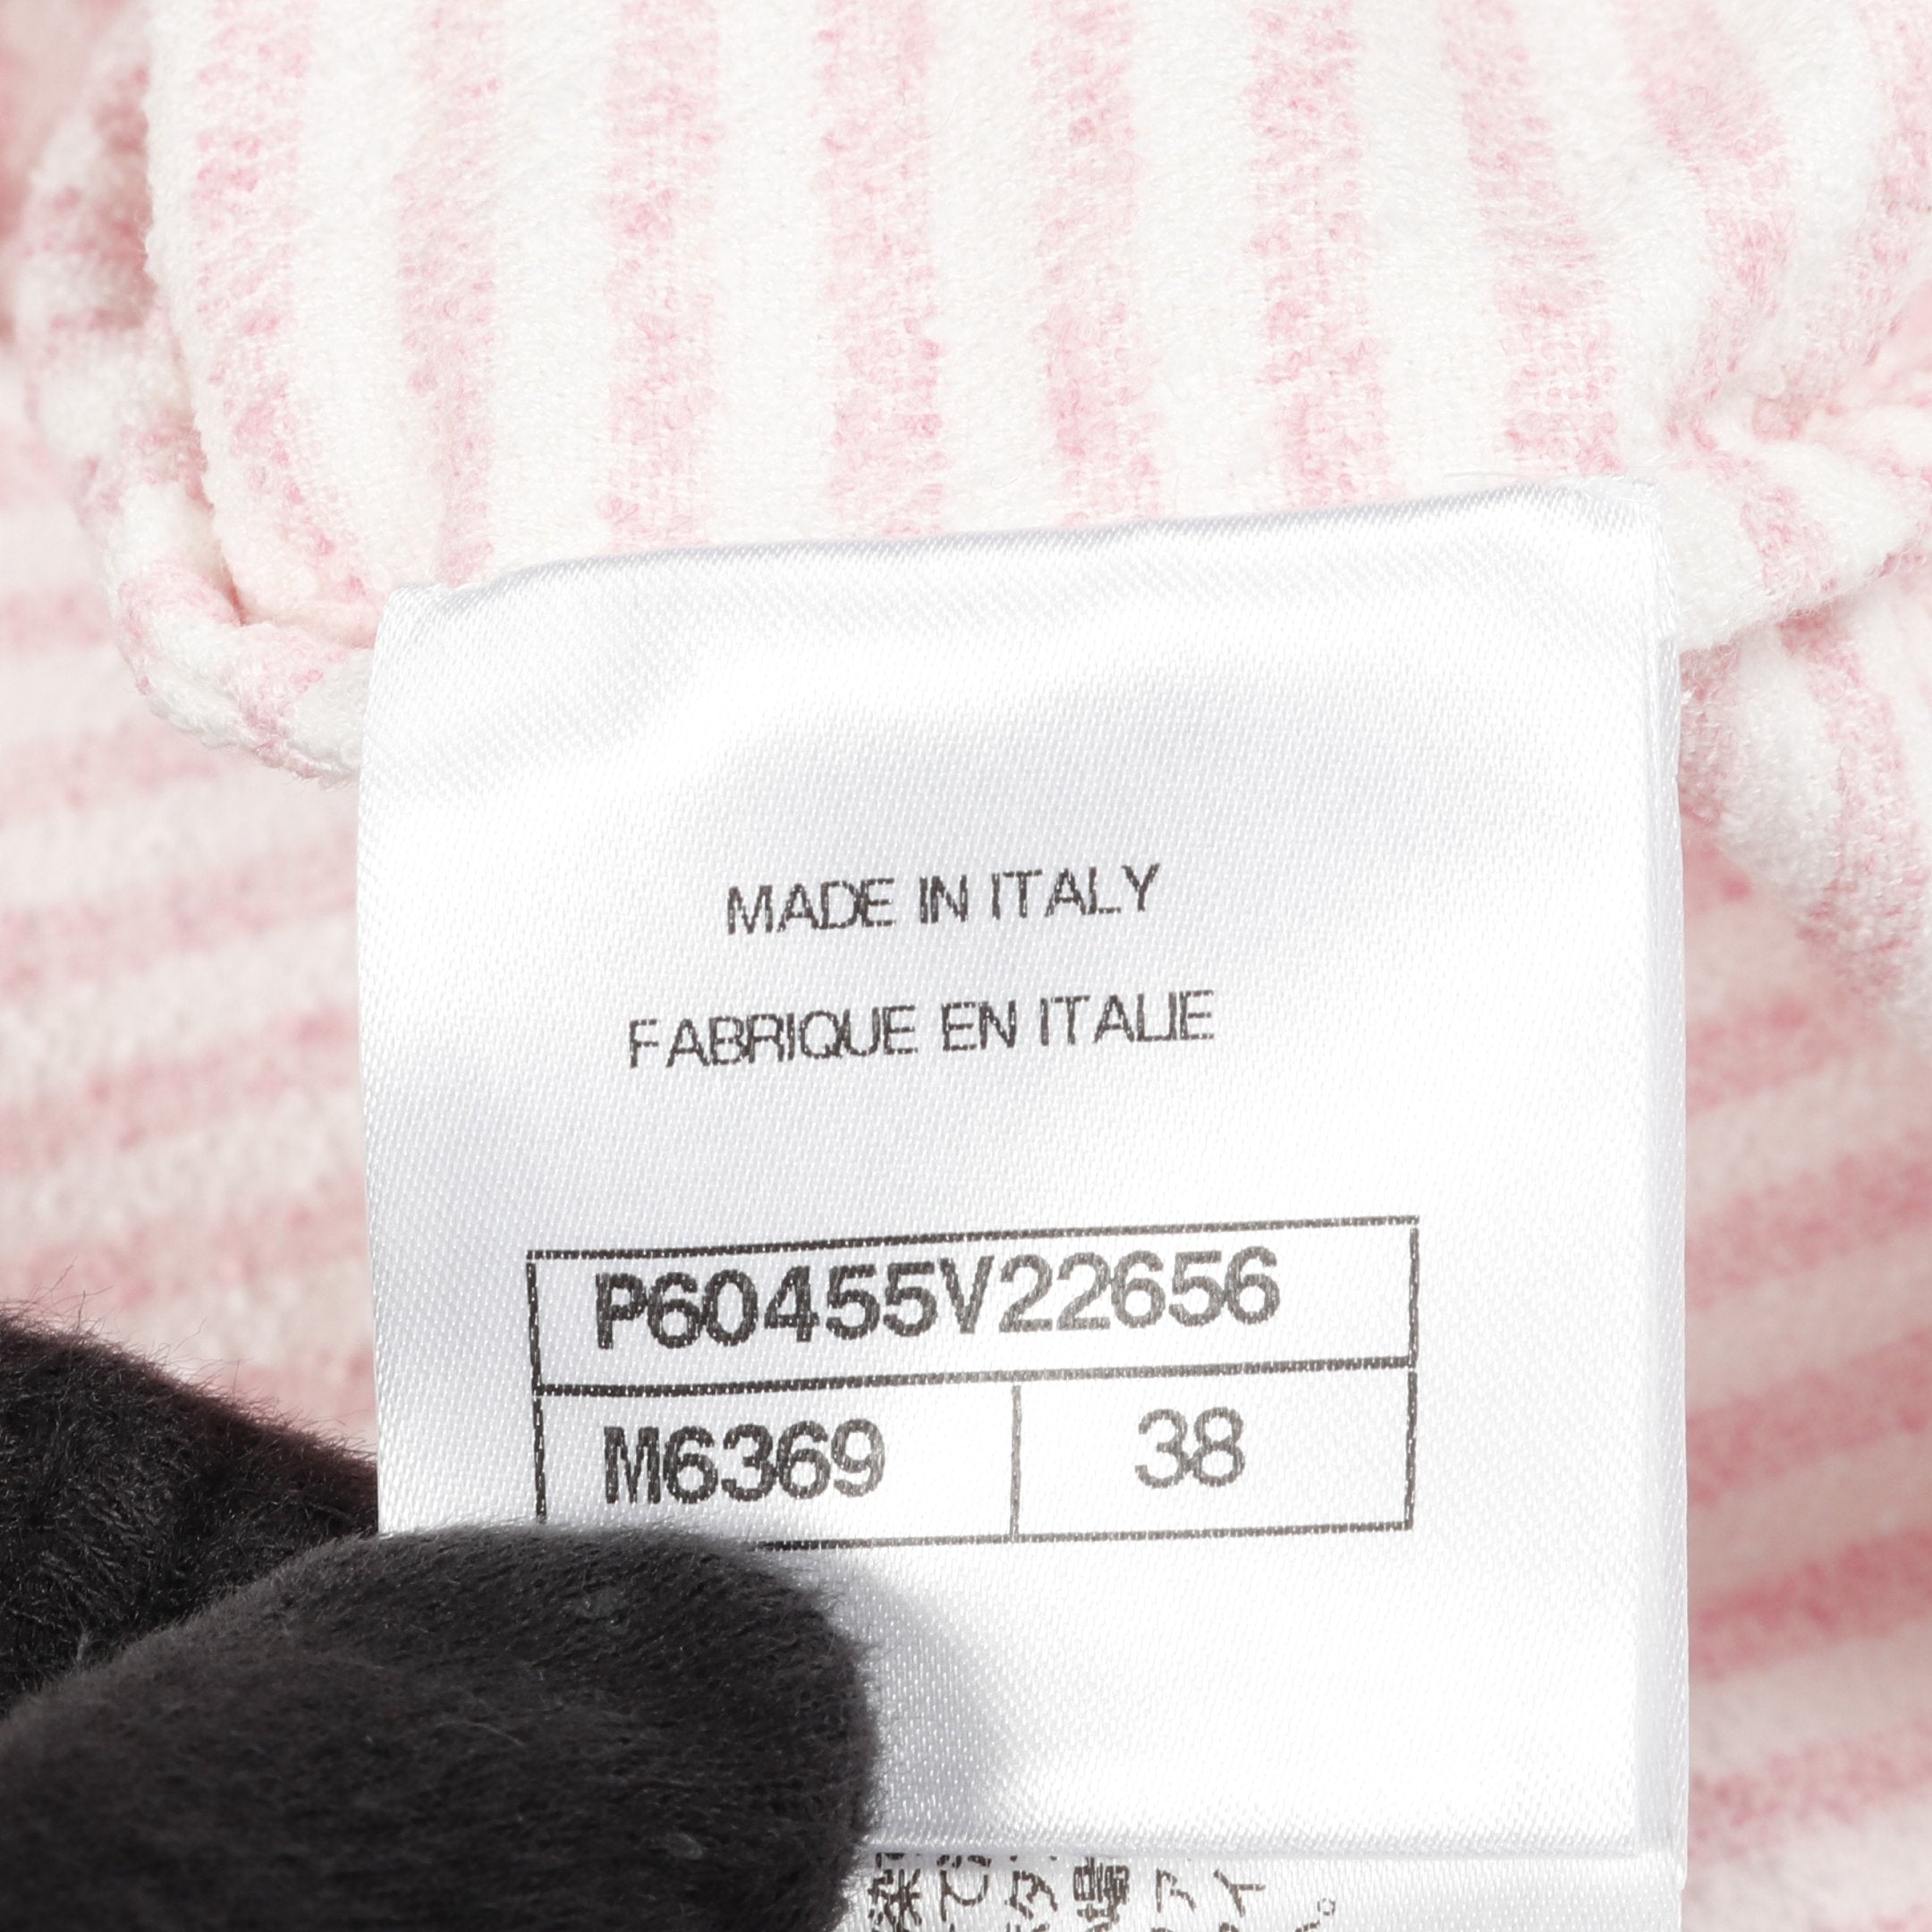 MADE IN ITALY
FABRIQUE EN ITALIE
P60455V22656
M6369 38